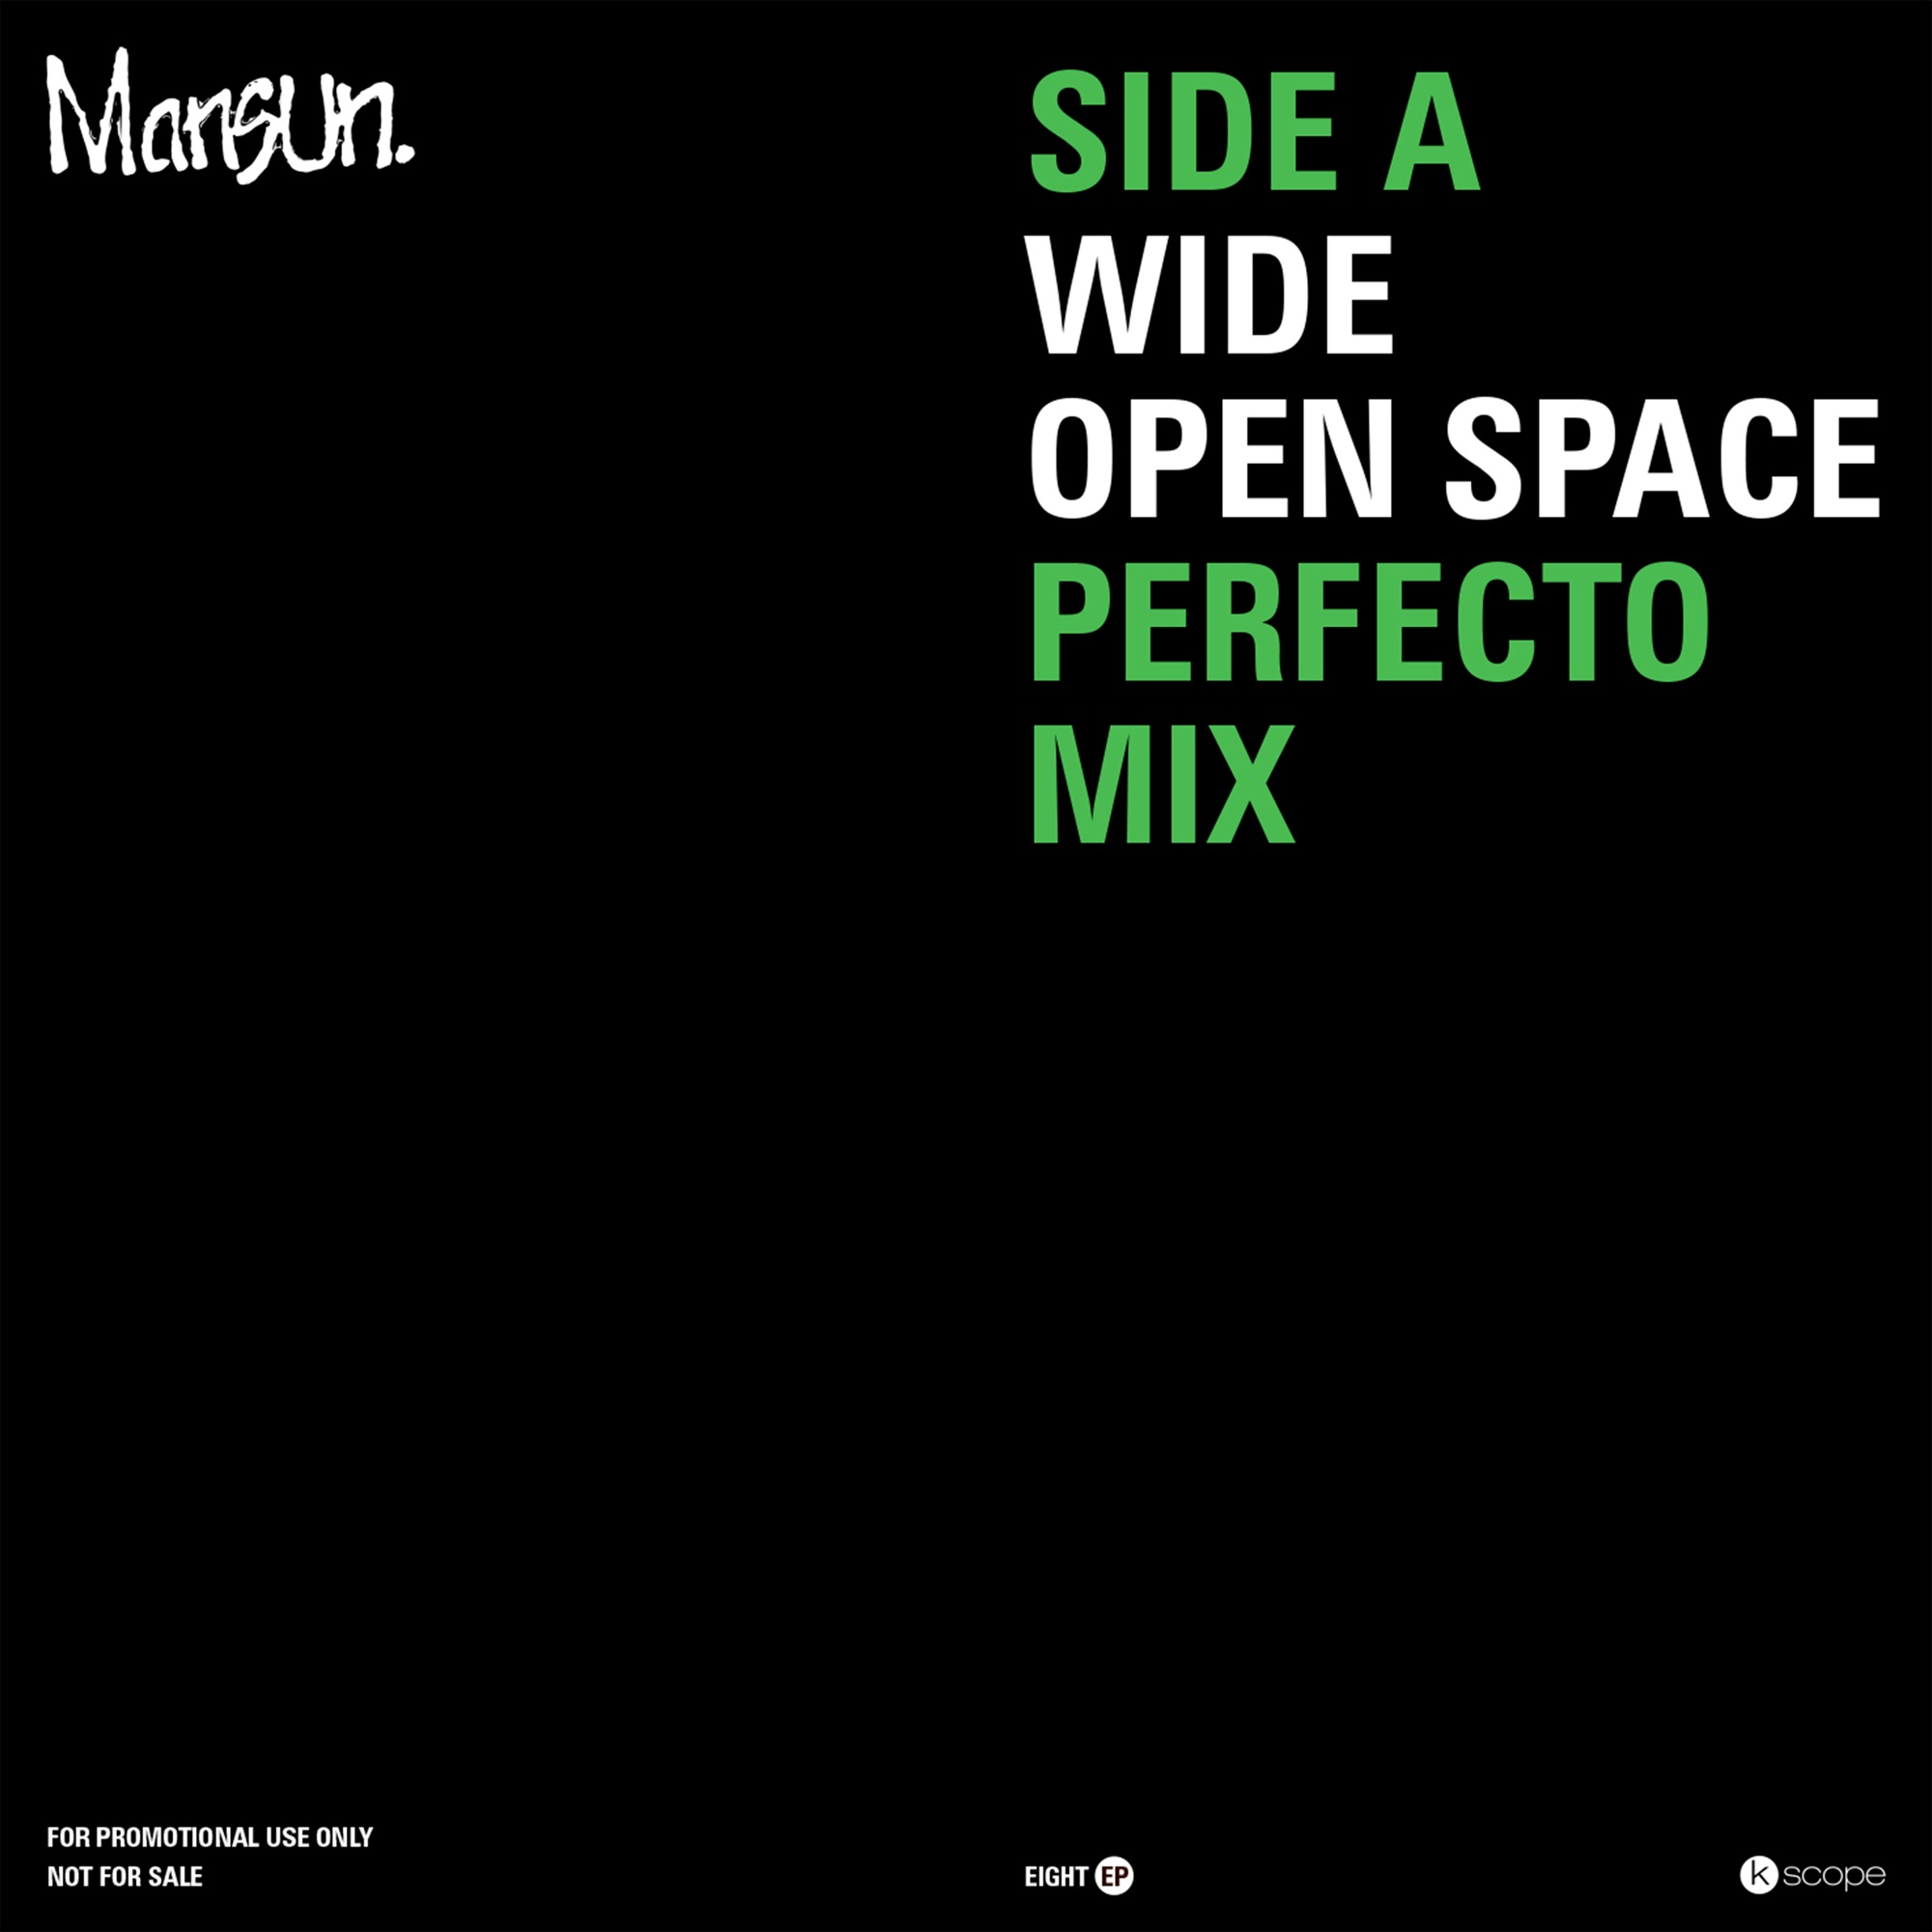 Mansun.
SIDE A
WIDE
OPEN SPACE
PERFECTO
MIX
FOR PROMOTIONAL USE ONLY
NOT FOR SALE
EIGHT EP
k scope